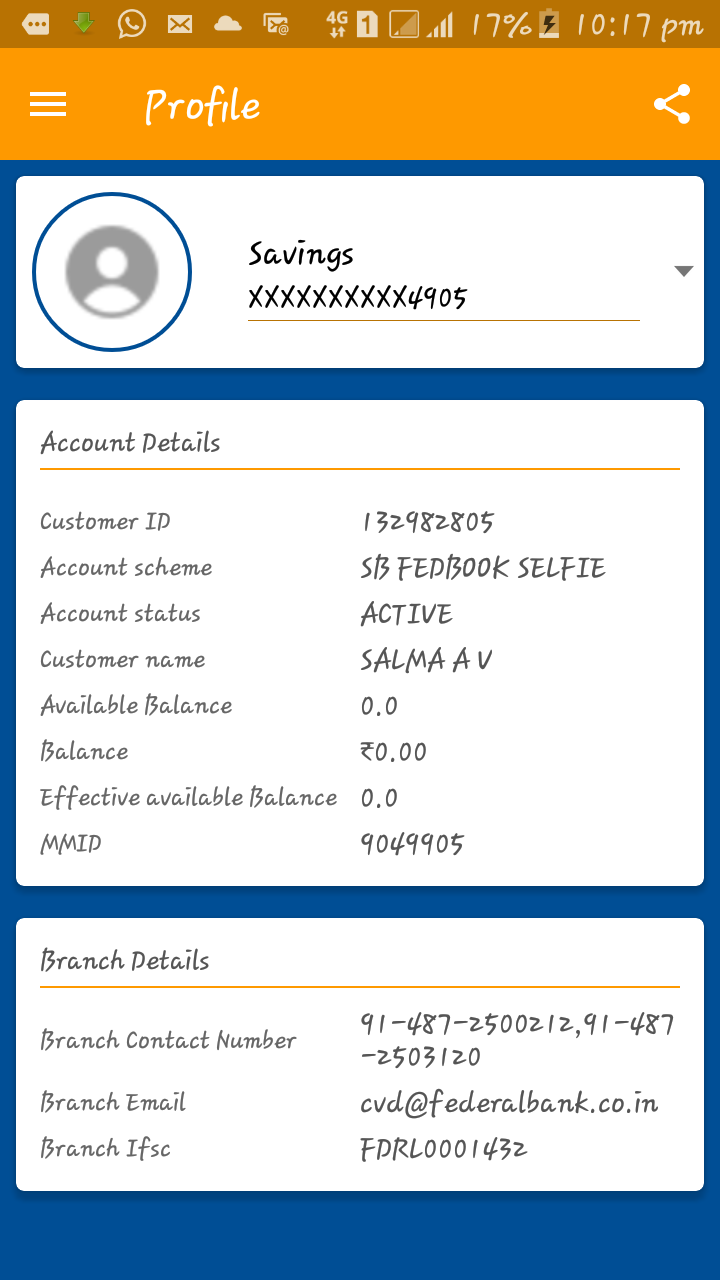 4G 1 17% 10:17 pm
Profile
Savings
XXXXXXXXXX4905
Account Details
Customer ID 132982805
Account scheme SB FEDBOOK SELFIE
Account status ACTIVE
Customer name SALMA A V
Available Balance 0.0
Balance ₹0.00
Effective available Balance 0.0
MMID 9049905
Branch Details
Branch Contact Number 91-487-2500212,91-487
-2503120
Branch Email cvd@federalbank.co.in
Branch Ifsc FDRL0001432